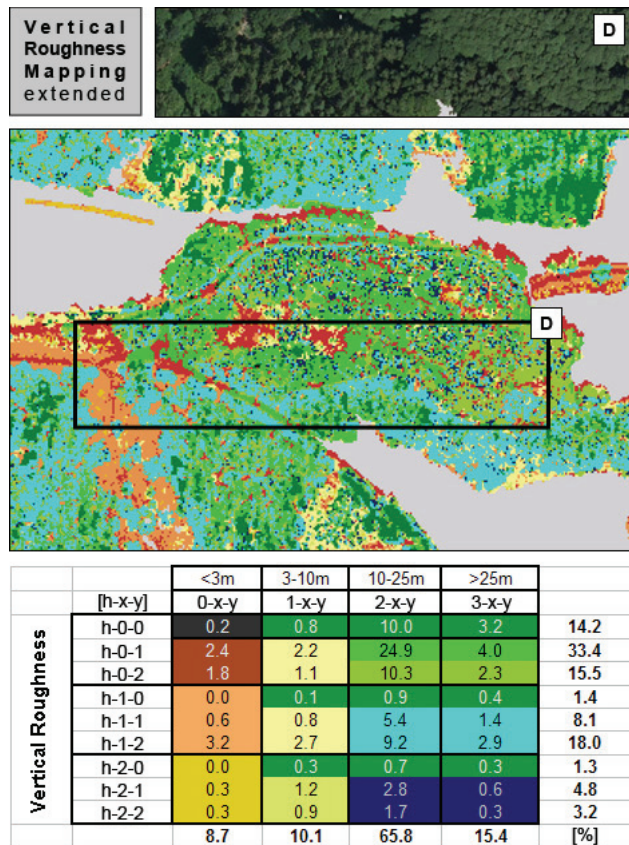 Vertical
Roughness
Mapping
extended
D
D
<3m 3-10m 10-25m >25m
[h-x-y] 0-x-y 1-x-y 2-x-y 3-x-y
Vertical Roughness
h-0-0 0.2 0.8 10.0 3.2 14.2
h-0-1 2.4 2.2 24.9 4.0 33.4
h-0-2 1.8 1.1 10.3 2.3 15.5
h-1-0 0.0 0.1 0.9 0.4 1.4
h-1-1 0.6 0.8 5.4 1.4 8.1
h-1-2 3.2 2.7 9.2 2.9 18.0
h-2-0 0.0 0.3 0.7 0.3 1.3
h-2-1 0.3 1.2 2.8 0.6 4.8
h-2-2 0.3 0.9 1.7 0.3 3.2
8.7 10.1 65.8 15.4 [%]